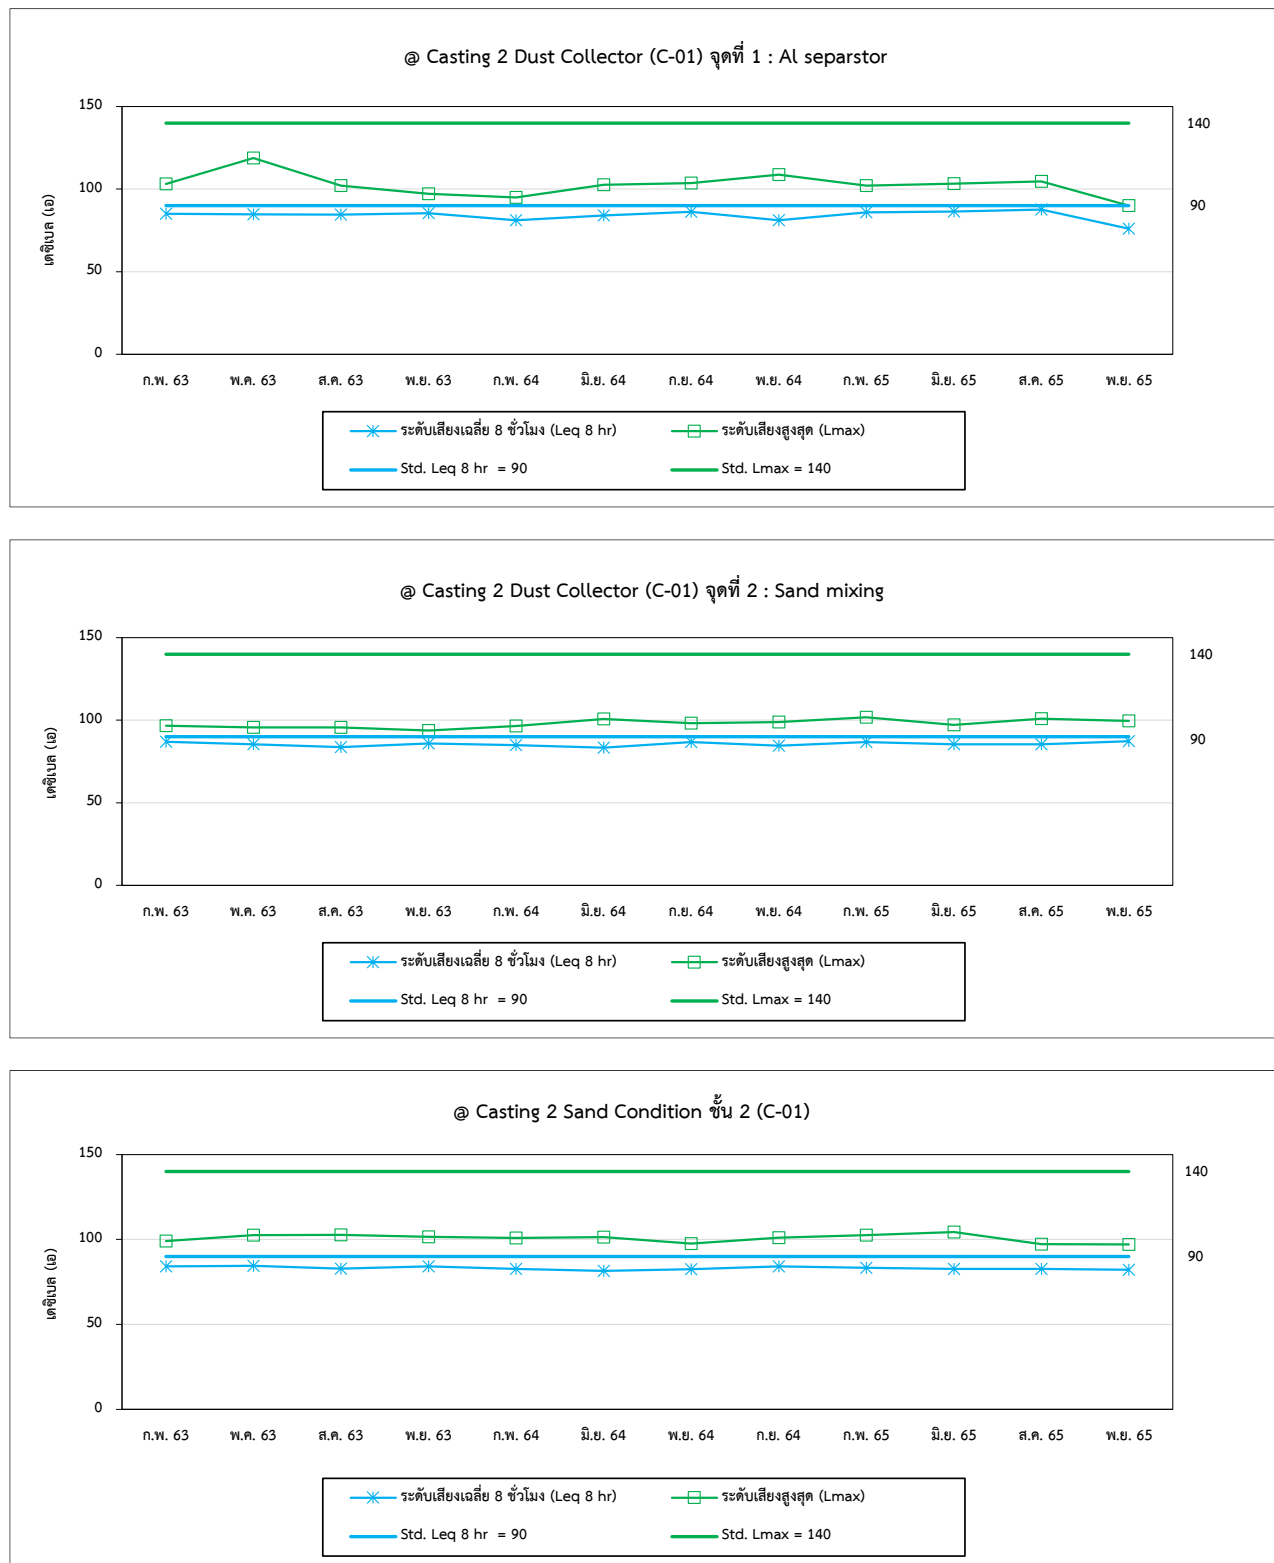 @ Casting 2 Dust Collector (C-01) จุดที่ 1 : Al separstor
150
140
100
90
50
0
เดซิเบล (เอ)
ก.พ. 63 พ.ค. 63 ส.ค. 63 พ.ย. 63 ก.พ. 64 มิ.ย. 64 ก.ย. 64 พ.ย. 64 ก.พ. 65 มิ.ย. 65 ส.ค. 65 พ.ย. 65
ระดับเสียงเฉลี่ย 8 ชั่วโมง (Leq 8 hr) ระดับเสียงสูงสุด (Lmax)
Std. Leq 8 hr = 90 Std. Lmax = 140
@ Casting 2 Dust Collector (C-01) จุดที่ 2 : Sand mixing
150
140
100
90
50
0
เดซิเบล (เอ)
ก.พ. 63 พ.ค. 63 ส.ค. 63 พ.ย. 63 ก.พ. 64 มิ.ย. 64 ก.ย. 64 พ.ย. 64 ก.พ. 65 มิ.ย. 65 ส.ค. 65 พ.ย. 65
ระดับเสียงเฉลี่ย 8 ชั่วโมง (Leq 8 hr) ระดับเสียงสูงสุด (Lmax)
Std. Leq 8 hr = 90 Std. Lmax = 140
@ Casting 2 Sand Condition ชั้น 2 (C-01)
150
140
100
90
50
0
เดซิเบล (เอ)
ก.พ. 63 พ.ค. 63 ส.ค. 63 พ.ย. 63 ก.พ. 64 มิ.ย. 64 พ.ย. 64 ก.ย. 64 ก.พ. 65 มิ.ย. 65 ส.ค. 65 พ.ย. 65
ระดับเสียงเฉลี่ย 8 ชั่วโมง (Leq 8 hr) ระดับเสียงสูงสุด (Lmax)
Std. Leq 8 hr = 90 Std. Lmax = 140